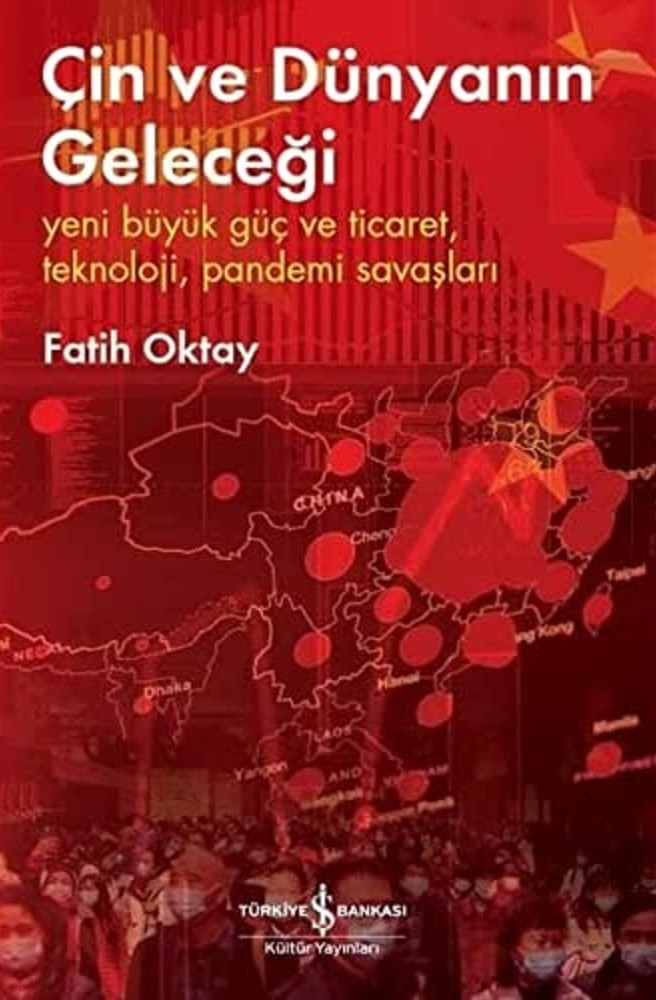 Çin ve Dünyanın
Geleceği
yeni büyük güç ve ticaret,
teknoloji, pandemi savaşları
Fatih Oktay
CHINA
Taipei
Dhaka
Hanoi
LAOS
Yangon
Manila
TÜRKİYE İŞ BANKASI
Kültür Yayınları